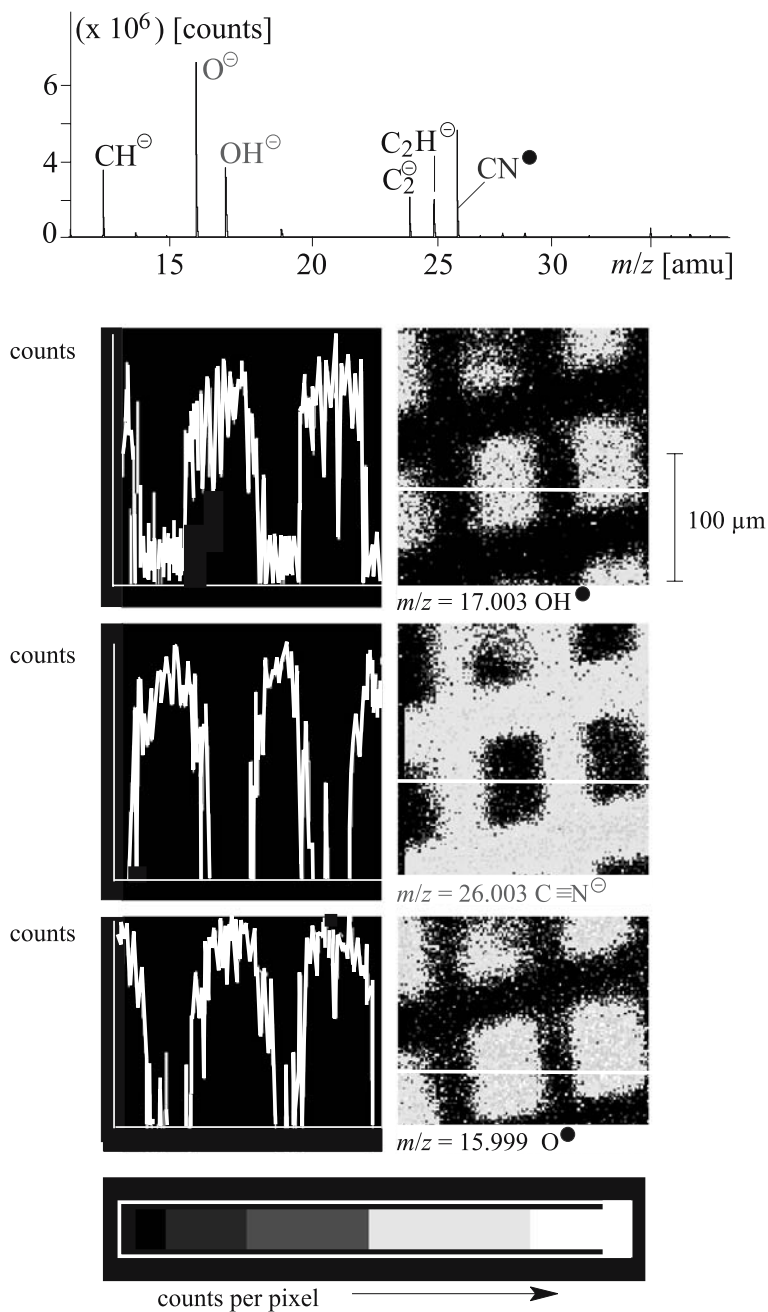 (x 10⁶) [counts]
6
O⊖
CH⊖
OH⊖
C₂H⊖
C₂⊖
CN●
4
0
15 20 25 30 m/z [amu]
counts
100 µm
m/z = 17.003 OH●
counts
m/z = 26.003 C≡N⊖
counts
m/z = 15.999 O●
counts per pixel